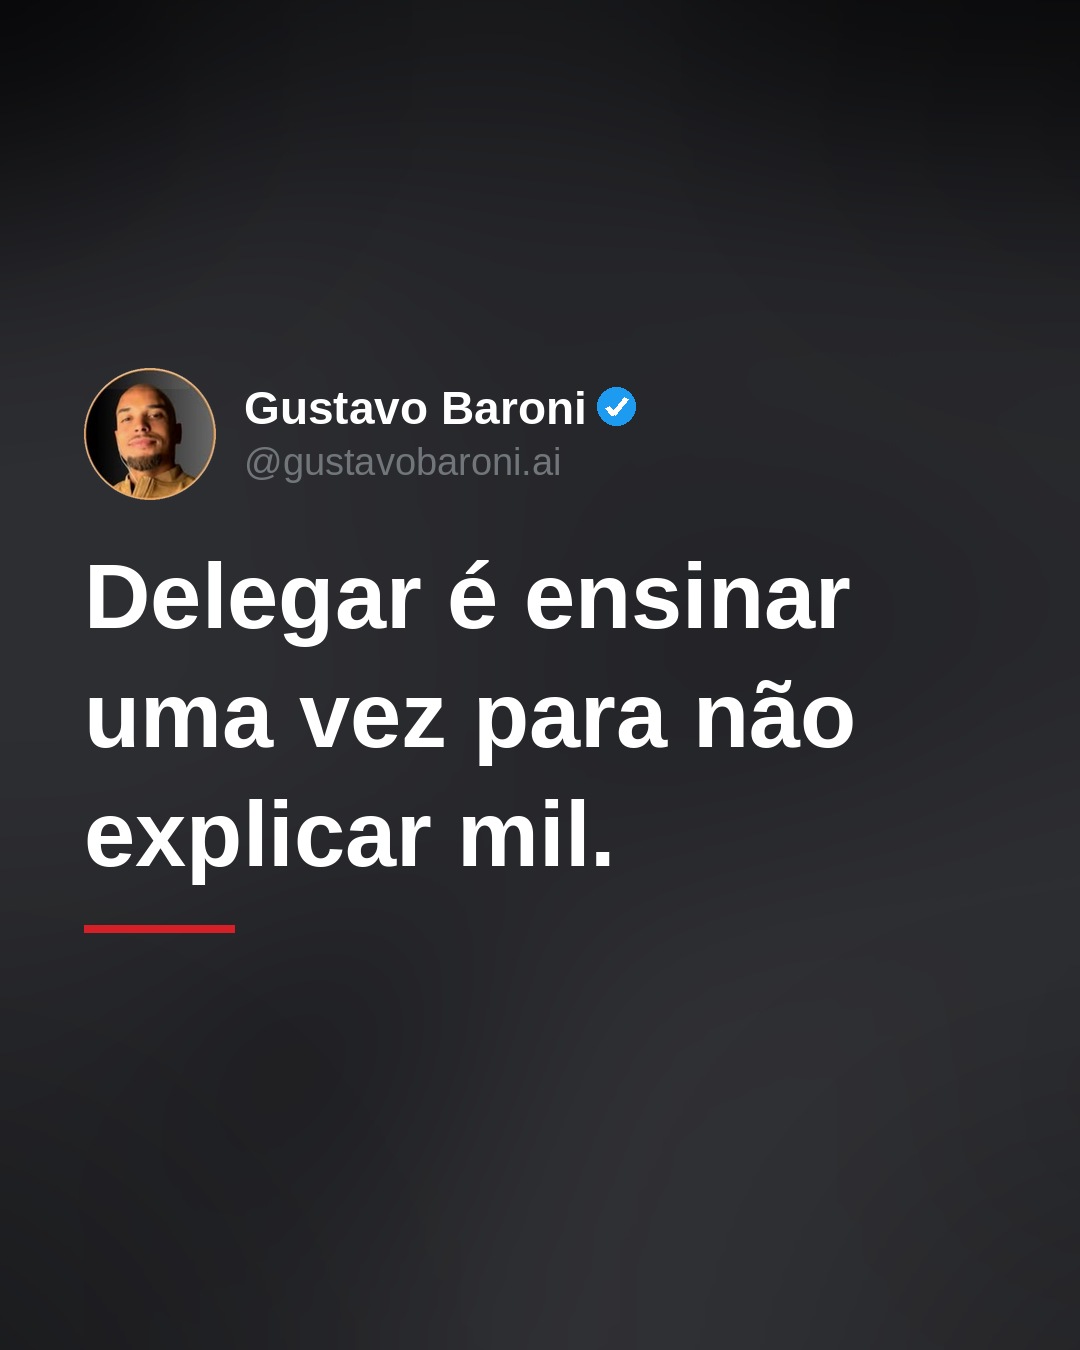 Gustavo Baroni
@gustavobaroni.ai
Delegar é ensinar
uma vez para não
explicar mil.